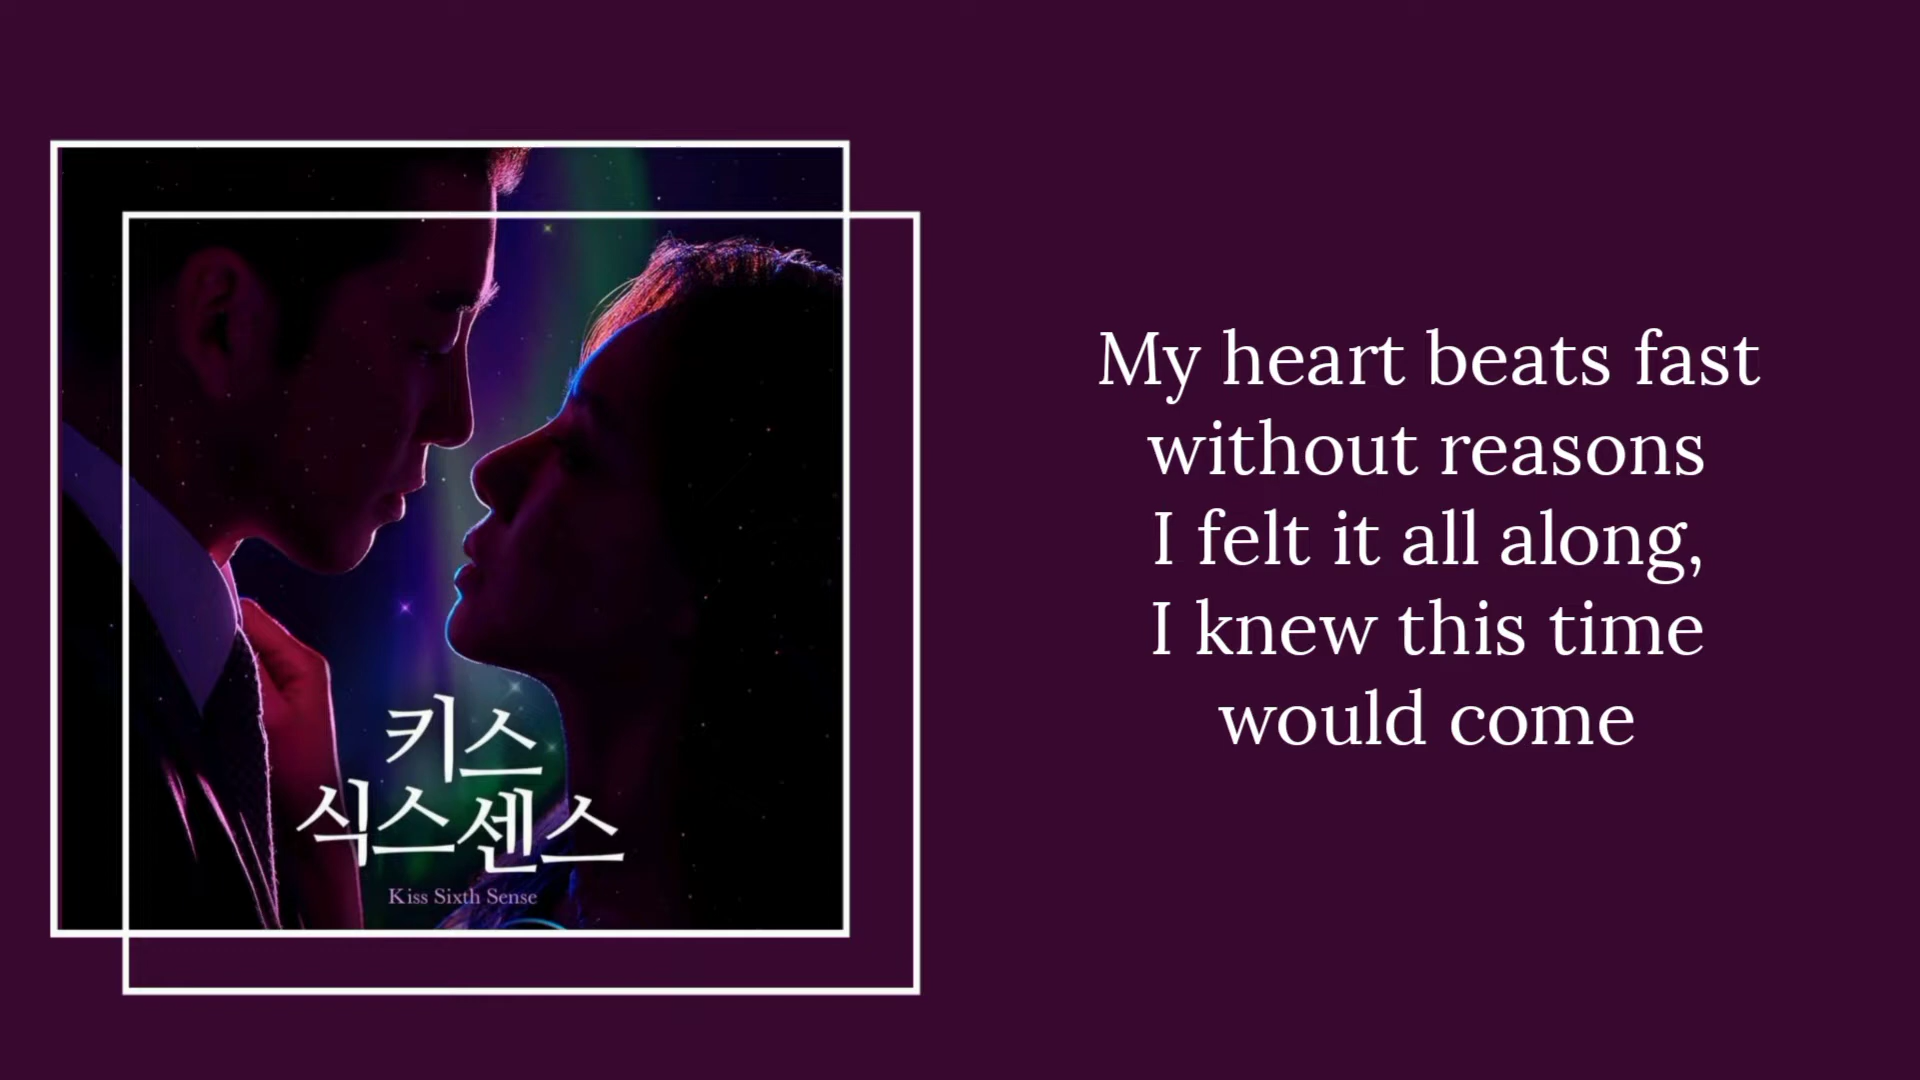 키스
식스센스
Kiss Sixth Sense
My heart beats fast
without reasons
I felt it all along,
I knew this time
would come